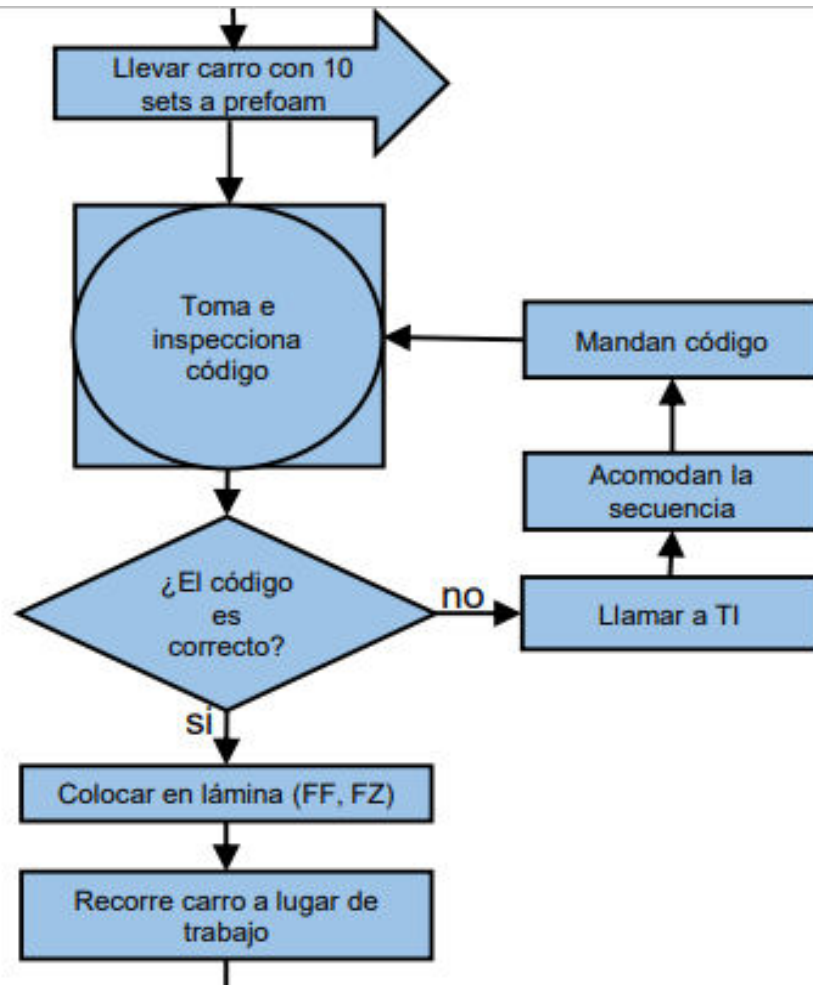 Llevar carro con 10
sets a prefoam
Toma e
inspecciona
código
Mandan código
Acomodan la
secuencia
¿El código
es
correcto?
no
Llamar a TI
sí
Colocar en lámina (FF, FZ)
Recorre carro a lugar de
trabajo